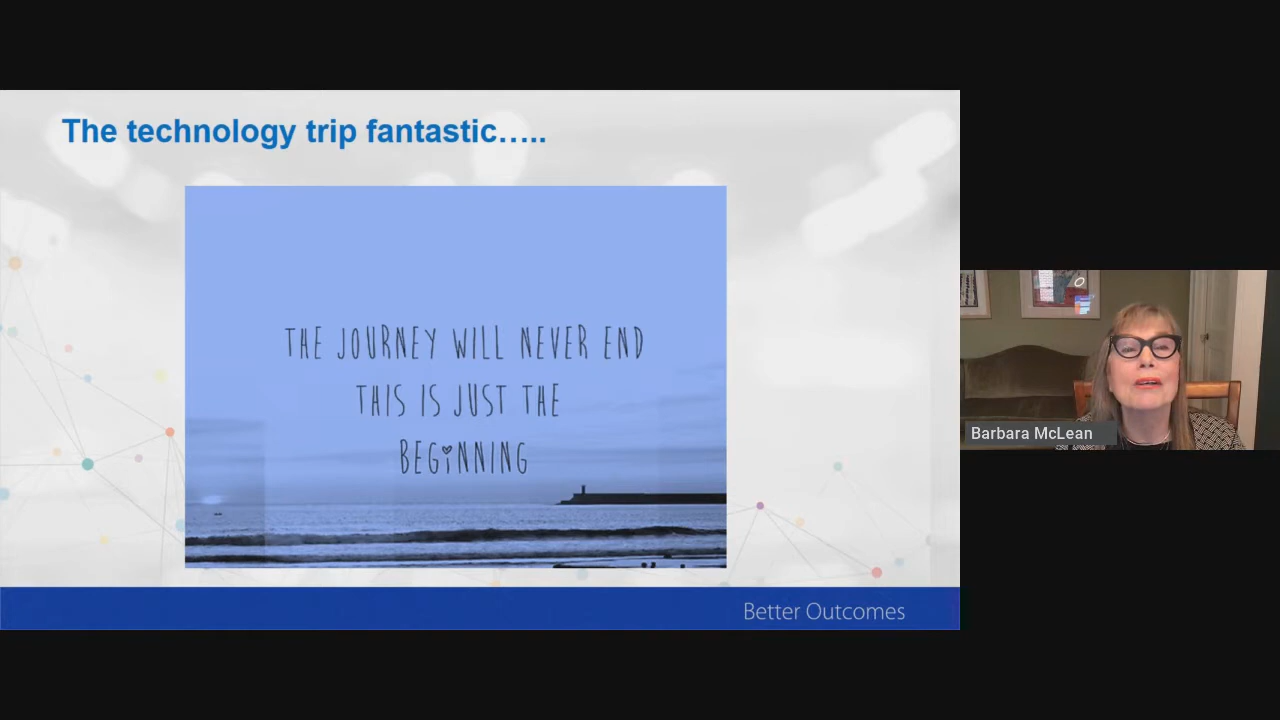 The technology trip fantastic.....
THE JOURNEY WILL NEVER END
THIS IS JUST THE
BEGiNNING
Better Outcomes
Barbara McLean